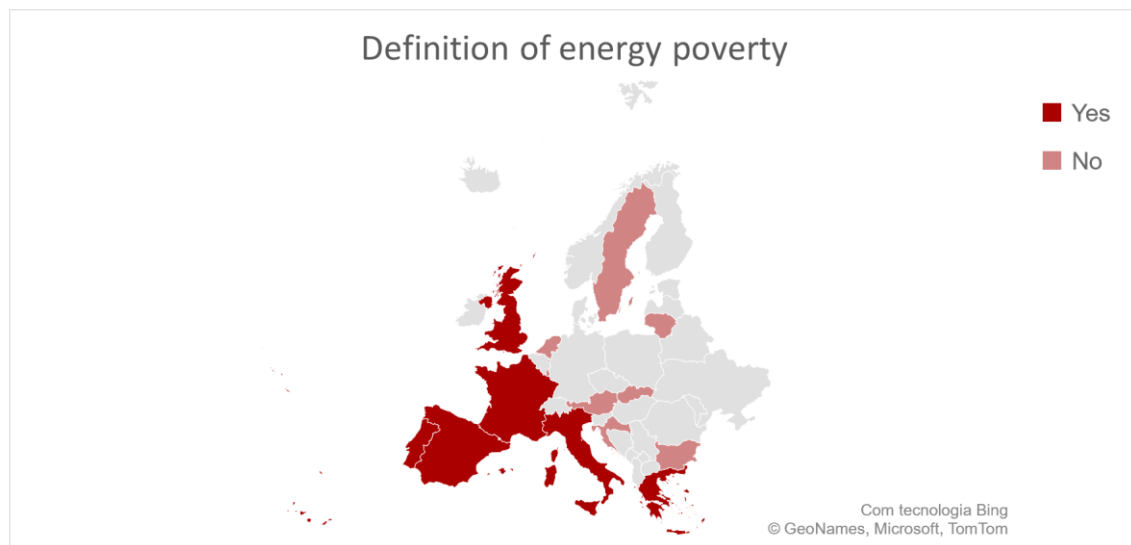 Definition of energy poverty
Yes
No
Com tecnologia Bing
© GeoNames, Microsoft, TomTom